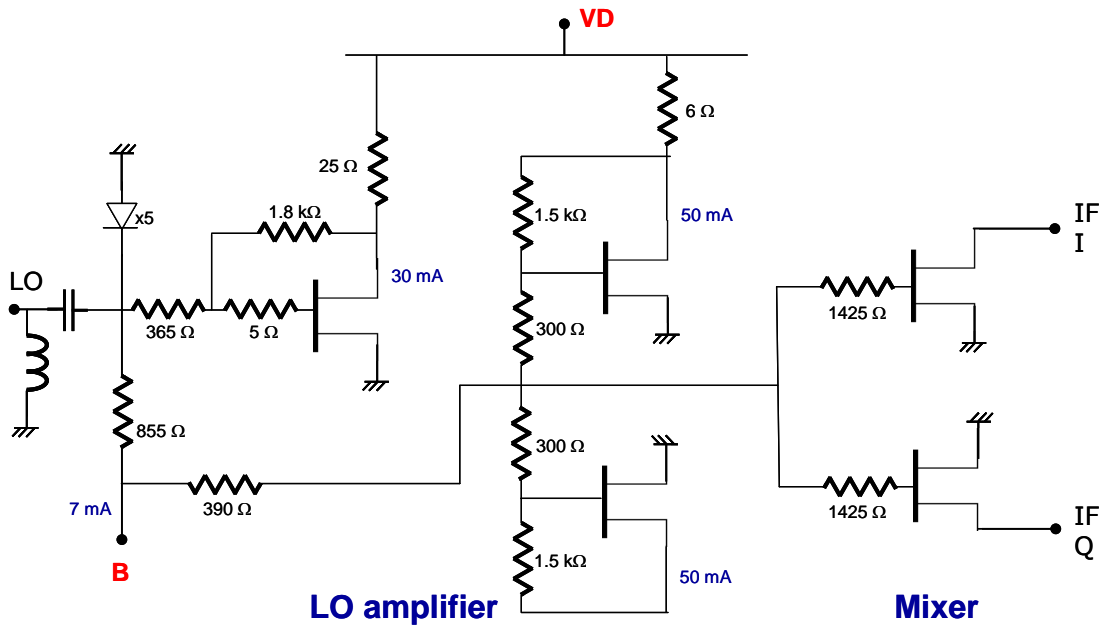 VD
6 Ω
25 Ω
x5
1.8 kΩ
1.5 kΩ
50 mA
IF
I
LO
30 mA
365 Ω
5 Ω
300 Ω
1425 Ω
855 Ω
300 Ω
7 mA
390 Ω
1425 Ω
IF
Q
1.5 kΩ
50 mA
B
LO amplifier
Mixer